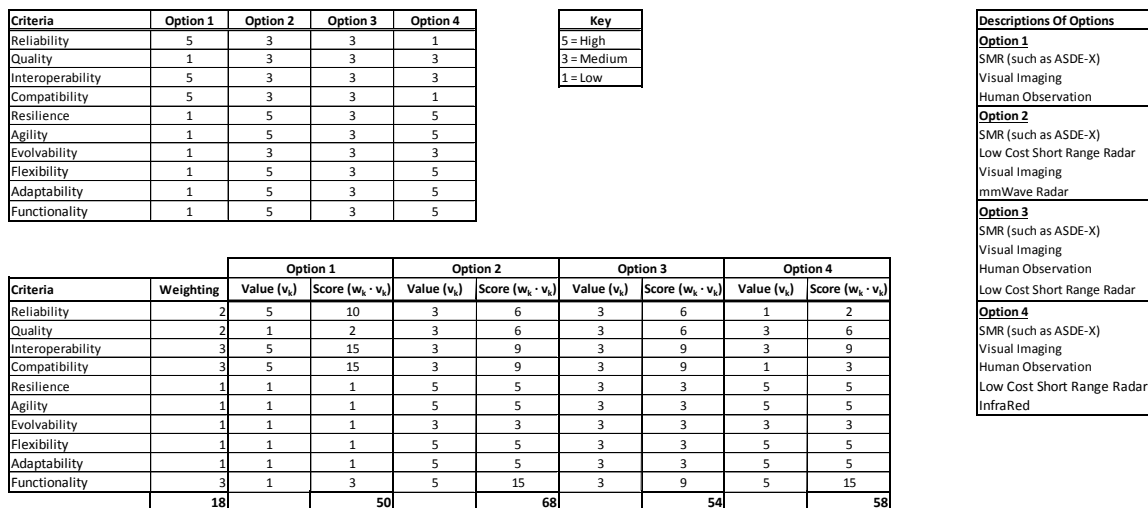 Criteria Option 1 Option 2 Option 3 Option 4
Reliability 5 3 3 1
Quality 1 3 3 3
Interoperability 5 3 3 3
Compatibility 5 3 3 1
Resilience 1 5 3 5
Agility 1 5 3 5
Evolvability 1 3 3 3
Flexibility 1 5 3 5
Adaptability 1 5 3 5
Functionality 1 5 3 5
Key
5 = High
3 = Medium
1 = Low
Descriptions Of Options
Option 1
SMR (such as ASDE-X)
Visual Imaging
Human Observation
Option 2
SMR (such as ASDE-X)
Low Cost Short Range Radar
Visual Imaging
mmWave Radar
Option 3
SMR (such as ASDE-X)
Visual Imaging
Human Observation
Low Cost Short Range Radar
Option 4
SMR (such as ASDE-X)
Visual Imaging
Human Observation
Low Cost Short Range Radar
InfraRed
Option 1 Option 2 Option 3 Option 4
Criteria Weighting Value (vk) Score (wk · vk) Value (vk) Score (wk · vk) Value (vk) Score (wk · vk) Value (vk) Score (wk · vk)
Reliability 2 5 10 3 6 3 6 1 2
Quality 2 1 2 3 6 3 6 3 6
Interoperability 3 5 15 3 9 3 9 3 9
Compatibility 3 5 15 3 9 3 9 1 3
Resilience 1 1 1 5 5 3 3 5 5
Agility 1 1 1 5 5 3 3 5 5
Evolvability 1 1 1 3 3 3 3 3 3
Flexibility 1 1 1 5 5 3 3 5 5
Adaptability 1 1 1 5 5 3 3 5 5
Functionality 3 1 3 5 15 3 9 5 15
18 50 68 54 58